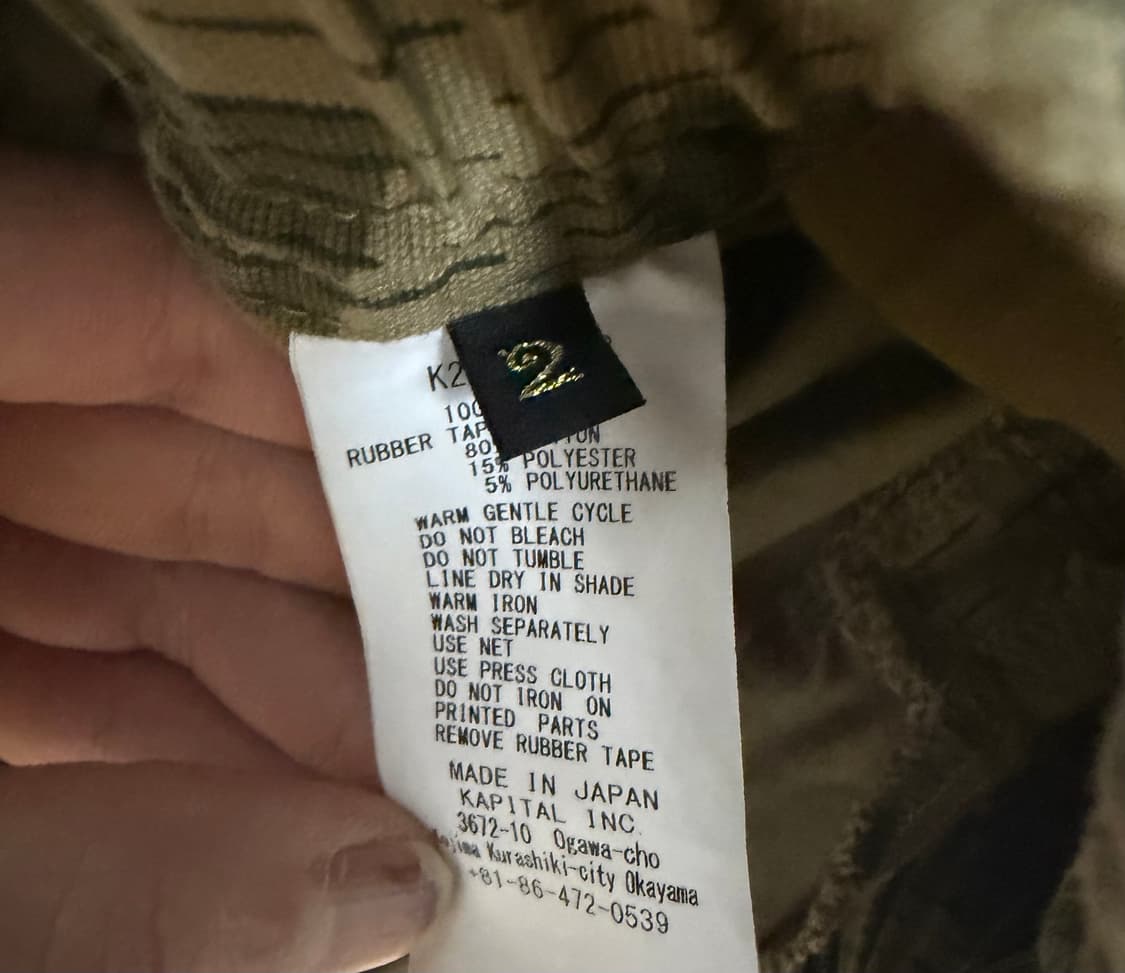 2
K2
100
RUBBER TAP
80
15% POLYESTER
5% POLYURETHANE
WARM GENTLE CYCLE
DO NOT BLEACH
DO NOT TUMBLE
LINE DRY IN SHADE
WARM IRON
WASH SEPARATELY
USE NET
USE PRESS CLOTH
DO NOT IRON ON
PRINTED PARTS
REMOVE RUBBER TAPE
MADE IN JAPAN
KAPITAL INC.
3672-10 Ogawa-cho
Kurashiki-city Okayama
+81-86-472-0539